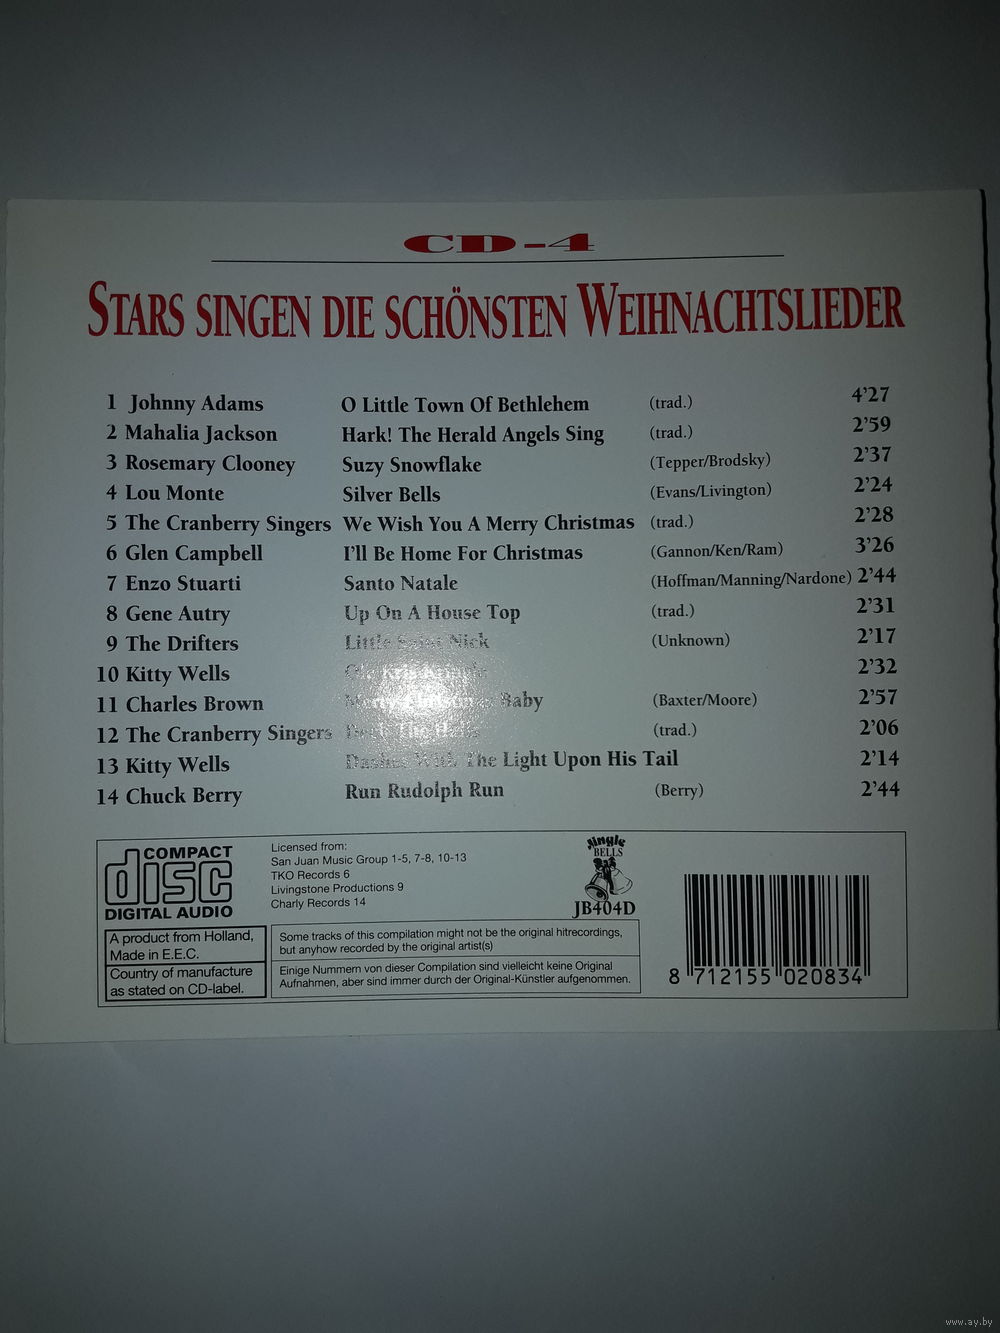 CD-4
STARS SINGEN DIE SCHÖNSTEN WEIHNACHTSLIEDER
1 Johnny Adams O Little Town Of Bethlehem (trad.) 4'27
2 Mahalia Jackson Hark! The Herald Angels Sing (trad.) 2'59
3 Rosemary Clooney Suzy Snowflake (Tepper/Brodsky) 2'37
4 Lou Monte Silver Bells (Evans/Livington) 2'24
5 The Cranberry Singers We Wish You A Merry Christmas (trad.) 2'28
6 Glen Campbell I'll Be Home For Christmas (Gannon/Ken/Ram) 3'26
7 Enzo Stuarti Santo Natale (Hoffman/Manning/Nardone) 2'44
8 Gene Autry Up On A House Top (trad.) 2'31
9 The Drifters Little Saint Nick (Unknown) 2'17
10 Kitty Wells 2'32
11 Charles Brown Baby (Baxter/Moore) 2'57
12 The Cranberry Singers (trad.) 2'06
13 Kitty Wells With The Light Upon His Tail 2'14
14 Chuck Berry Run Rudolph Run (Berry) 2'44
COMPACT
disc
DIGITAL AUDIO
Licensed from:
San Juan Music Group 1-5, 7-8, 10-13
TKO Records 6
Livingstone Productions 9
Charly Records 14
Jingle
BELLS
JB404D
A product from Holland,
Made in E.E.C.
Country of manufacture
as stated on CD-label.
Some tracks of this compilation might not be the original hitrecordings,
but anyhow recorded by the original artist(s)
Einige Nummern von dieser Compilation sind vielleicht keine Original
Aufnahmen, aber sind immer durch der Original-Künstler aufgenommen.
8 712155 020834
www.ay.by